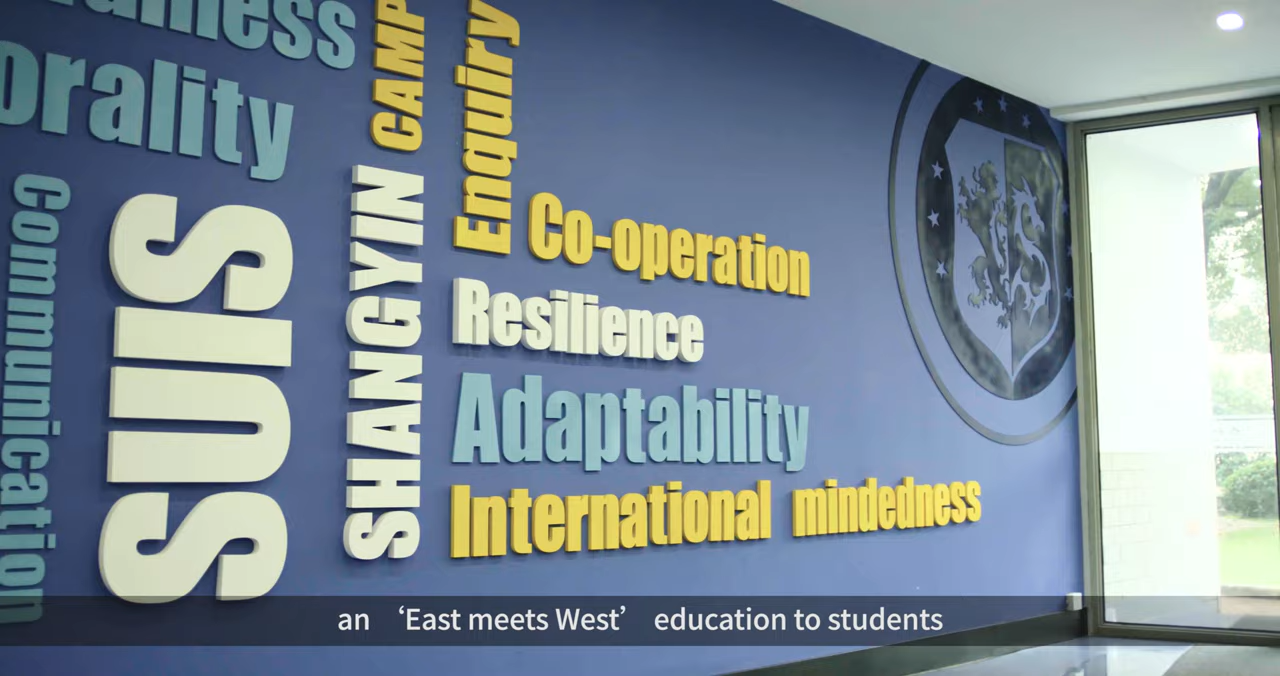 orality
Communication
SUIS
SHANGYIN CAMP
Enquiry
Co-operation
Resilience
Adaptability
International mindedness
an ‘East meets West’ education to students